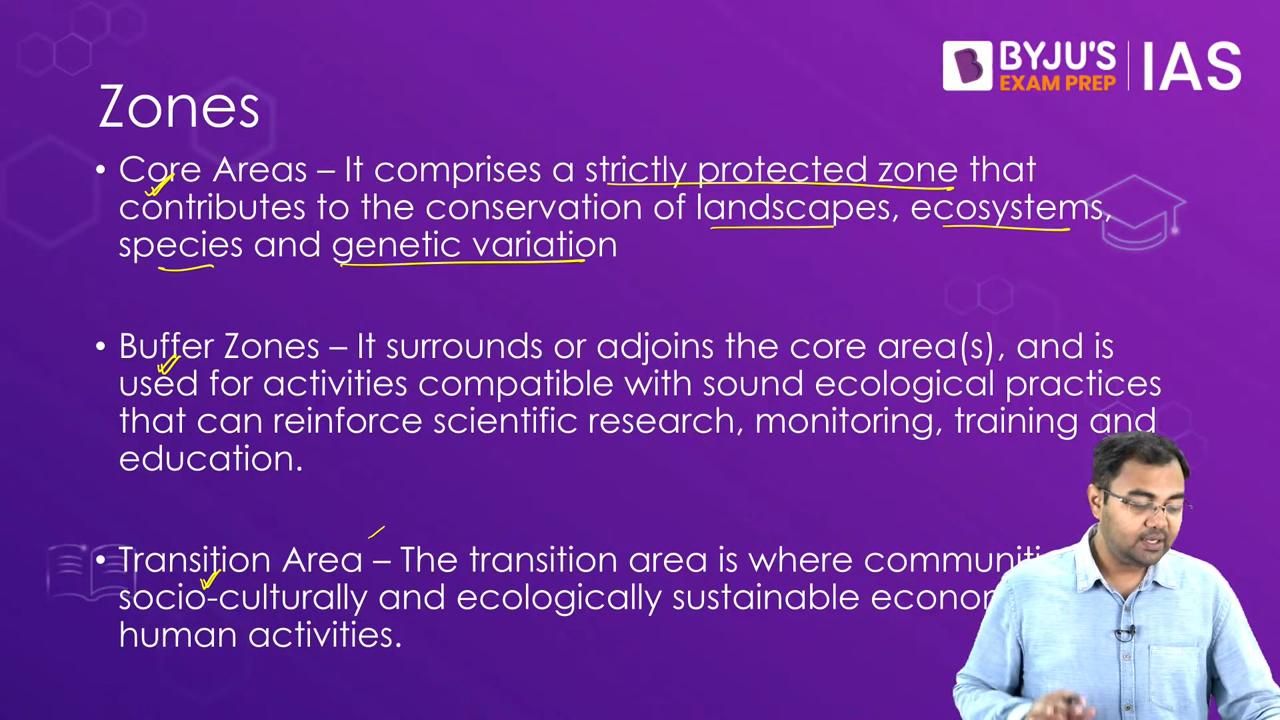 BYJU'S
EXAM PREP
IAS
Zones
• Core Areas – It comprises a strictly protected zone that
contributes to the conservation of landscapes, ecosystems,
species and genetic variation
• Buffer Zones – It surrounds or adjoins the core area(s), and is
used for activities compatible with sound ecological practices
that can reinforce scientific research, monitoring, training and
education.
• Transition Area – The transition area is where
socio-culturally and ecologically sustainable
human activities.